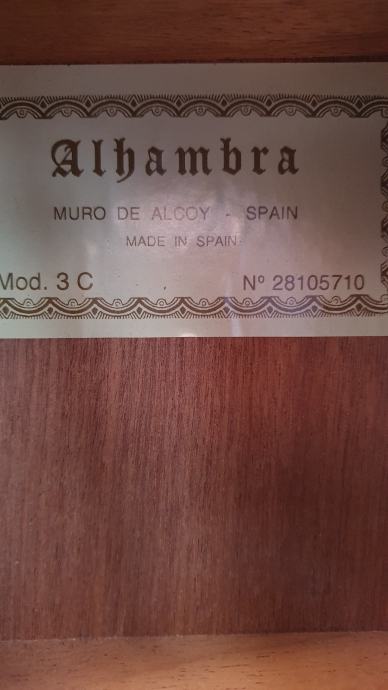 Alhambra
MURO DE ALCOY - SPAIN
MADE IN SPAIN
Mod. 3 C
Nº 28105710